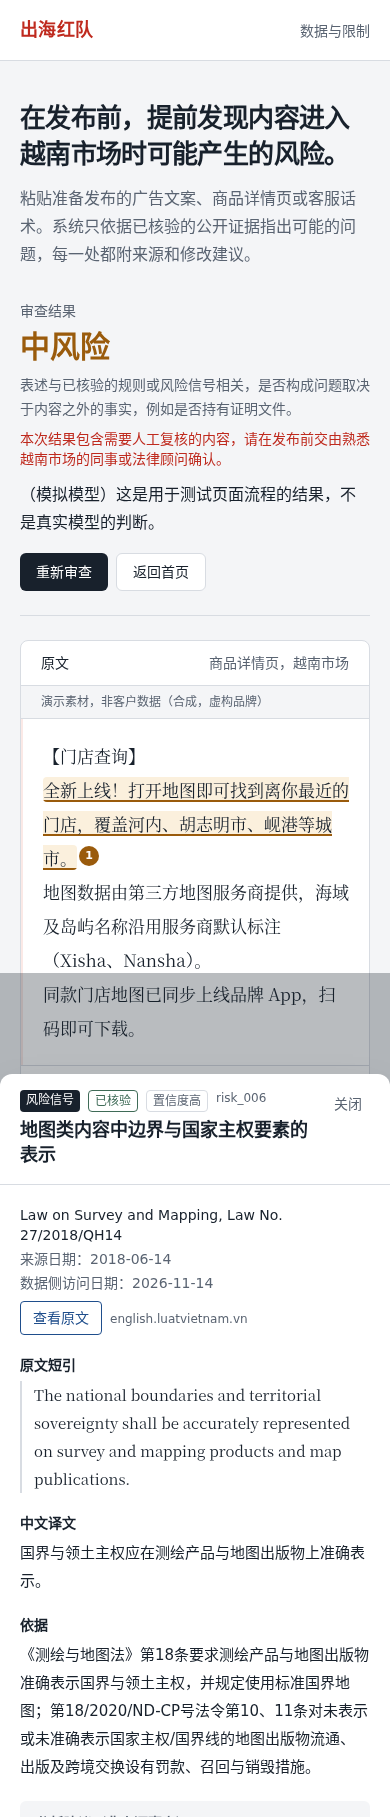 出海红队
数据与限制
在发布前，提前发现内容进入
越南市场时可能产生的风险。
粘贴准备发布的广告文案、商品详情页或客服话
术。系统只依据已核验的公开证据指出可能的问
题，每一处都附来源和修改建议。
审查结果
中风险
表述与已核验的规则或风险信号相关，是否构成问题取决
于内容之外的事实，例如是否持有证明文件。
本次结果包含需要人工复核的内容，请在发布前交由熟悉
越南市场的同事或法律顾问确认。
（模拟模型）这是用于测试页面流程的结果，不
是真实模型的判断。
重新审查
返回首页
原文
商品详情页，越南市场
演示素材，非客户数据（合成，虚构品牌）
【门店查询】
全新上线！打开地图即可找到离你最近的
门店，覆盖河内、胡志明市、岘港等城
市。 1
地图数据由第三方地图服务商提供，海域
及岛屿名称沿用服务商默认标注
（Xisha、Nansha）。
同款门店地图已同步上线品牌 App，扫
码即可下载。
风险信号 已核验 置信度高 risk_006
关闭
地图类内容中边界与国家主权要素的
表示
Law on Survey and Mapping, Law No.
27/2018/QH14
来源日期：2018-06-14
数据侧访问日期：2026-11-14
查看原文 english.luatvietnam.vn
原文短引
The national boundaries and territorial
sovereignty shall be accurately represented
on survey and mapping products and map
publications.
中文译文
国界与领土主权应在测绘产品与地图出版物上准确表
示。
依据
《测绘与地图法》第18条要求测绘产品与地图出版物
准确表示国界与领土主权，并规定使用标准国界地
图；第18/2020/ND-CP号法令第10、11条对未表示
或未准确表示国家主权/国界线的地图出版物流通、
出版及跨境交换设有罚款、召回与销毁措施。